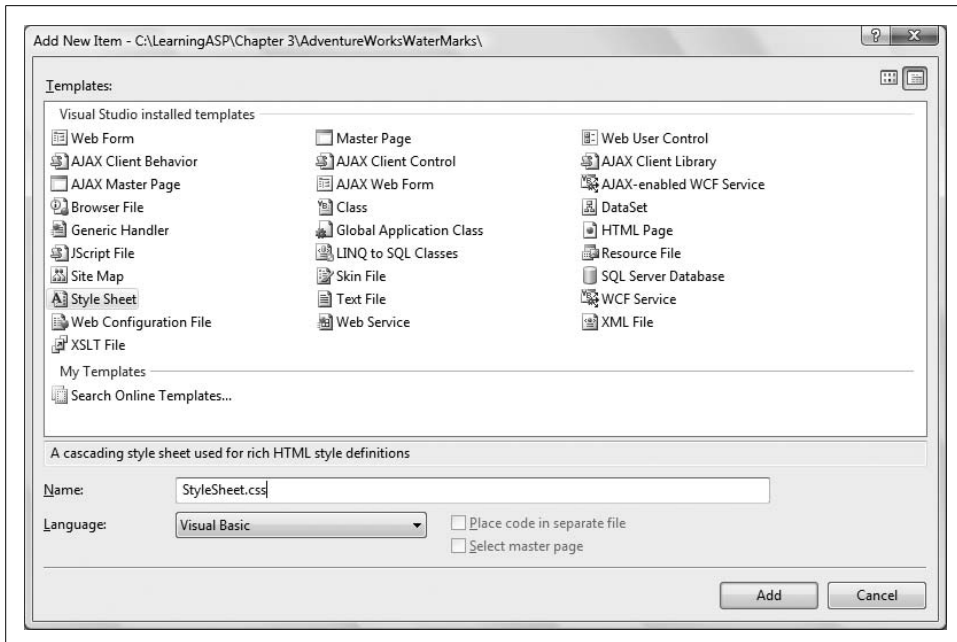 Add New Item - C:\LearningASP\Chapter 3\AdventureWorksWaterMarks\
Templates:
Visual Studio installed templates
Web Form
Master Page
Web User Control
AJAX Client Behavior
AJAX Client Control
AJAX Client Library
AJAX Master Page
AJAX Web Form
AJAX-enabled WCF Service
Browser File
Class
DataSet
Generic Handler
Global Application Class
HTML Page
JScript File
LINQ to SQL Classes
Resource File
Site Map
Skin File
SQL Server Database
Style Sheet
Text File
WCF Service
Web Configuration File
Web Service
XML File
XSLT File
My Templates
Search Online Templates...
A cascading style sheet used for rich HTML style definitions
Name: StyleSheet.css
Language: Visual Basic
Place code in separate file
Select master page
Add Cancel